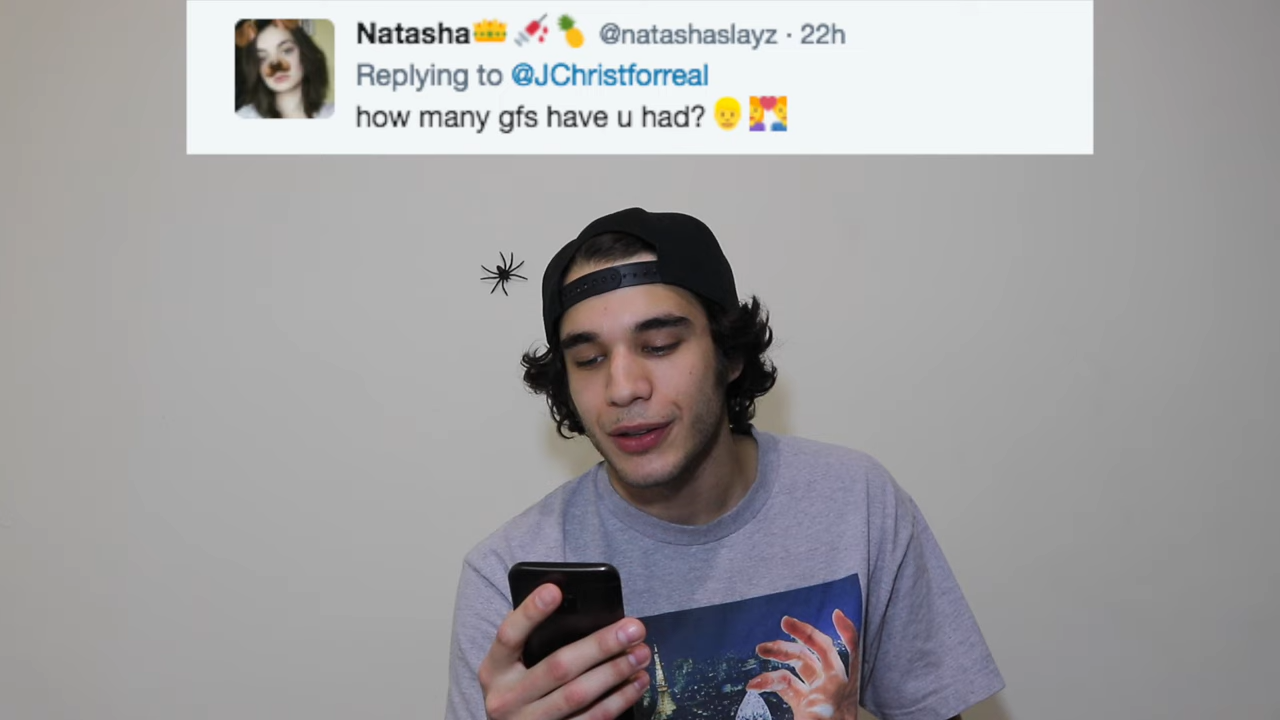 Natasha👑💉🍍 @natashaslayz · 22h
Replying to @JChristforreal
how many gfs have u had?👱💏